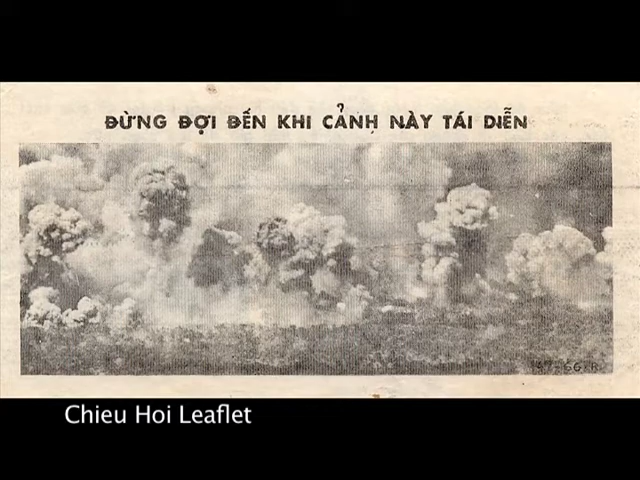 ĐỪNG ĐỢI ĐẾN KHI CẢNH NÀY TÁI DIỄN
Chieu Hoi Leaflet